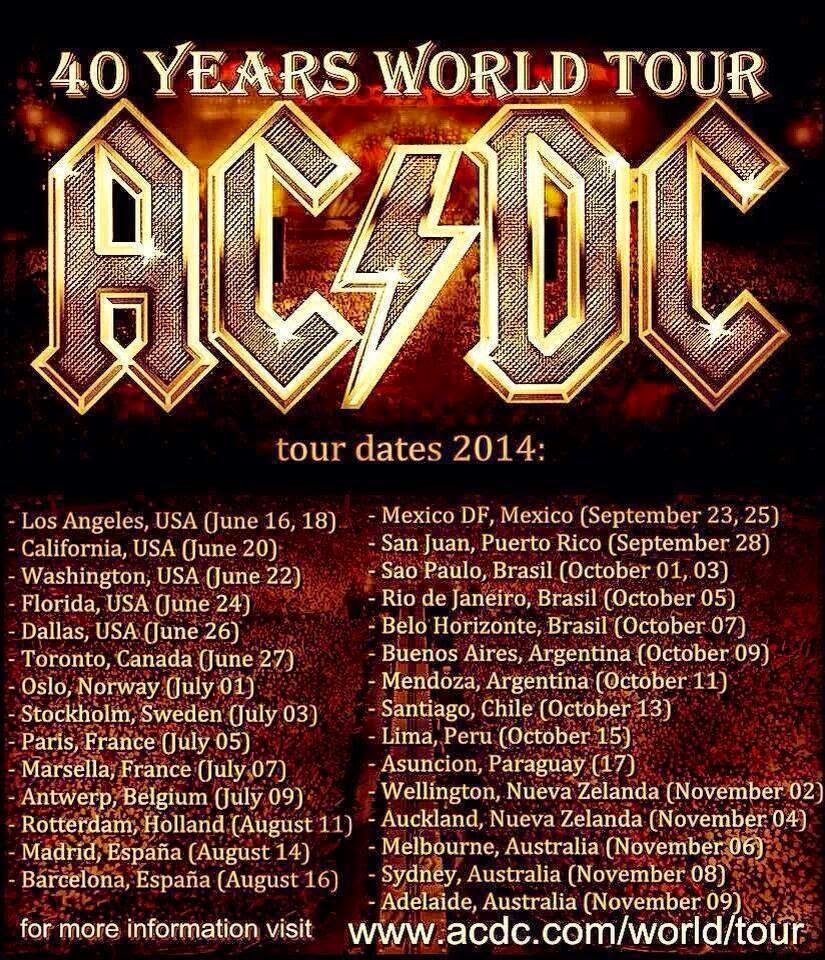 40 YEARS WORLD TOUR
AC⚡DC
tour dates 2014:
- Los Angeles, USA (June 16, 18)
- California, USA (June 20)
- Washington, USA (June 22)
- Florida, USA (June 24)
- Dallas, USA (June 26)
- Toronto, Canada (June 27)
- Oslo, Norway (July 01)
- Stockholm, Sweden (July 03)
- Paris, France (July 05)
- Marsella, France (July 07)
- Antwerp, Belgium (July 09)
- Rotterdam, Holland (August 11)
- Madrid, España (August 14)
- Barcelona, España (August 16)
- Mexico DF, Mexico (September 23, 25)
- San Juan, Puerto Rico (September 28)
- Sao Paulo, Brasil (October 01, 03)
- Rio de Janeiro, Brasil (October 05)
- Belo Horizonte, Brasil (October 07)
- Buenos Aires, Argentina (October 09)
- Mendoza, Argentina (October 11)
- Santiago, Chile (October 13)
- Lima, Peru (October 15)
- Asuncion, Paraguay (17)
- Wellington, Nueva Zelanda (November 02)
- Auckland, Nueva Zelanda (November 04)
- Melbourne, Australia (November 06)
- Sydney, Australia (November 08)
- Adelaide, Australia (November 09)
for more information visit www.acdc.com/world/tour